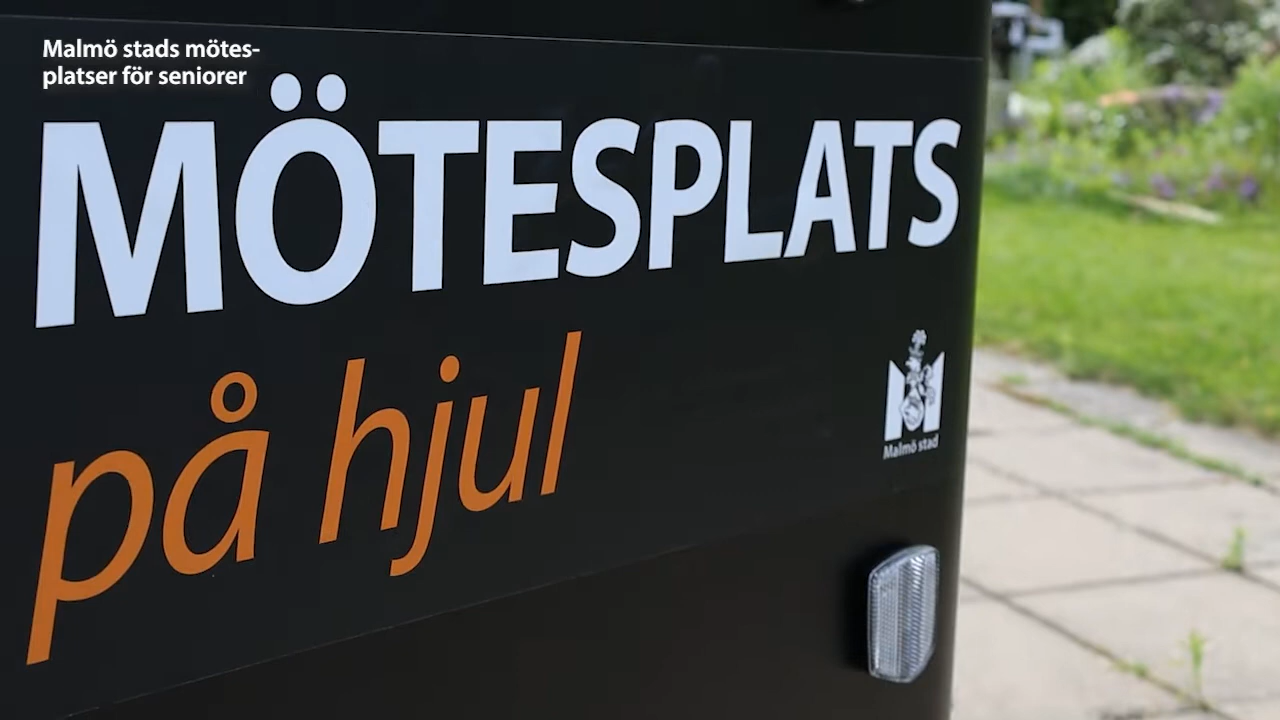 Malmö stads mötes-
platser för seniorer
MÖTESPLATS
på hjul
Malmö stad